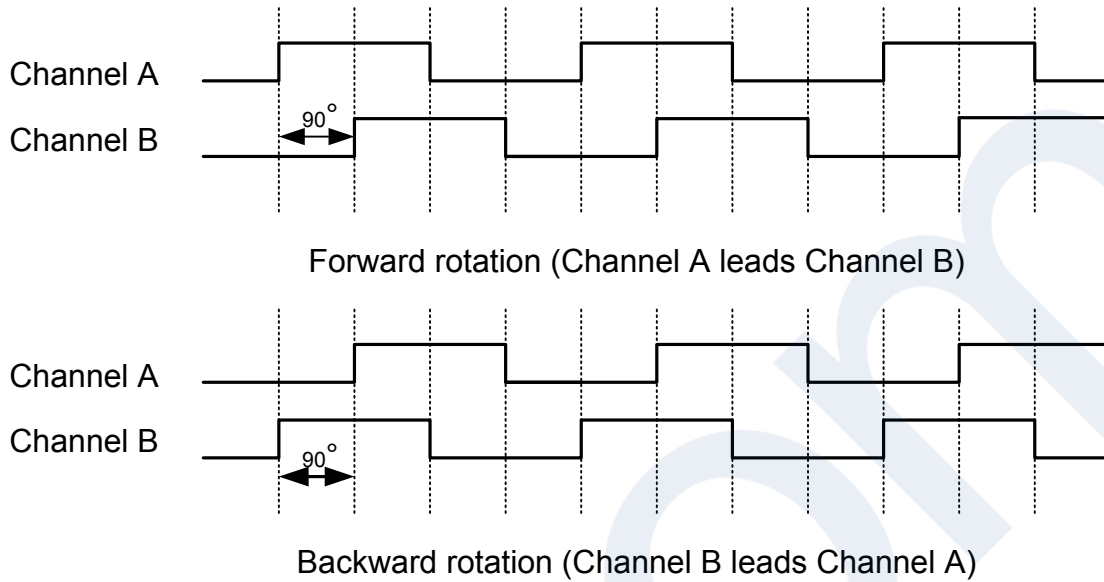 Channel A
90°
Channel B
Forward rotation (Channel A leads Channel B)
Channel A
Channel B
90°
Backward rotation (Channel B leads Channel A)